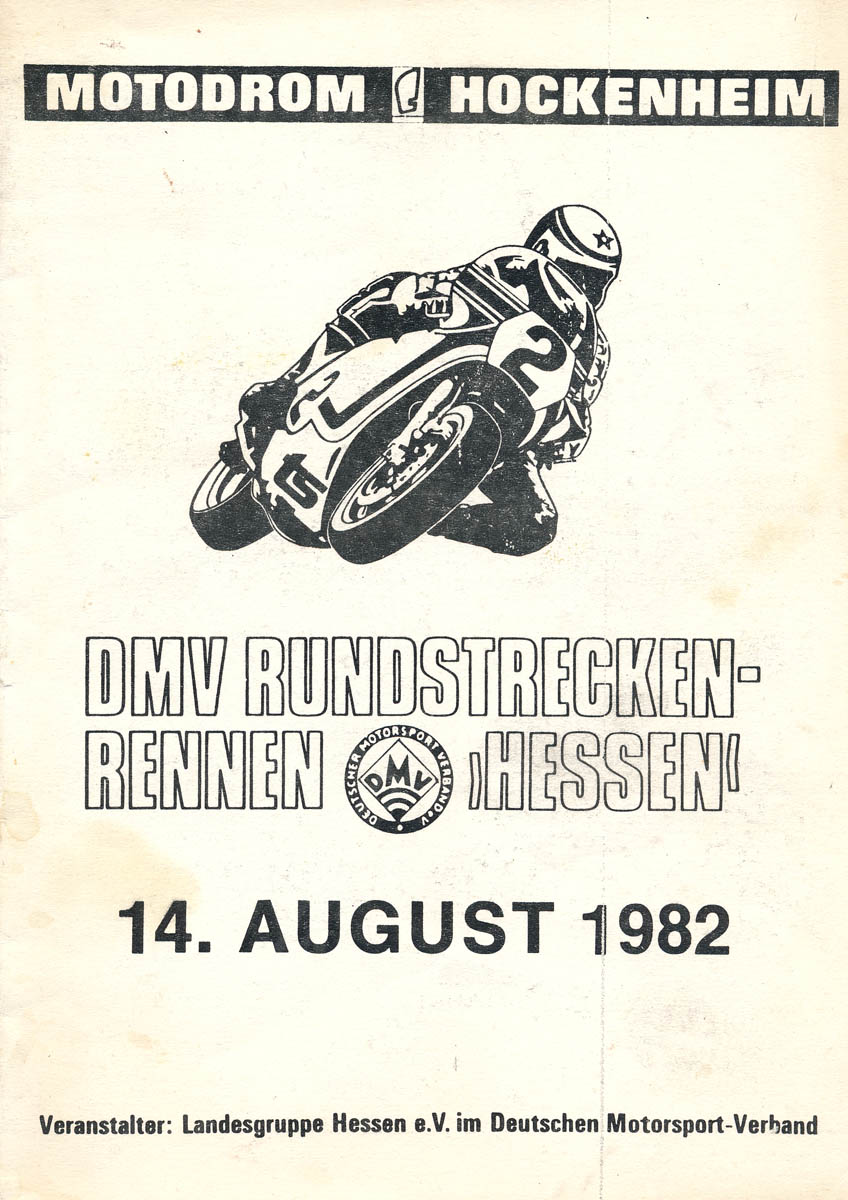 MOTODROM HOCKENHEIM
2
DMV RUNDSTRECKEN-
RENNEN ›HESSEN‹
DEUTSCHER MOTORSPORT VERBAND e.V.
DMV
14. AUGUST 1982
Veranstalter: Landesgruppe Hessen e.V. im Deutschen Motorsport-Verband